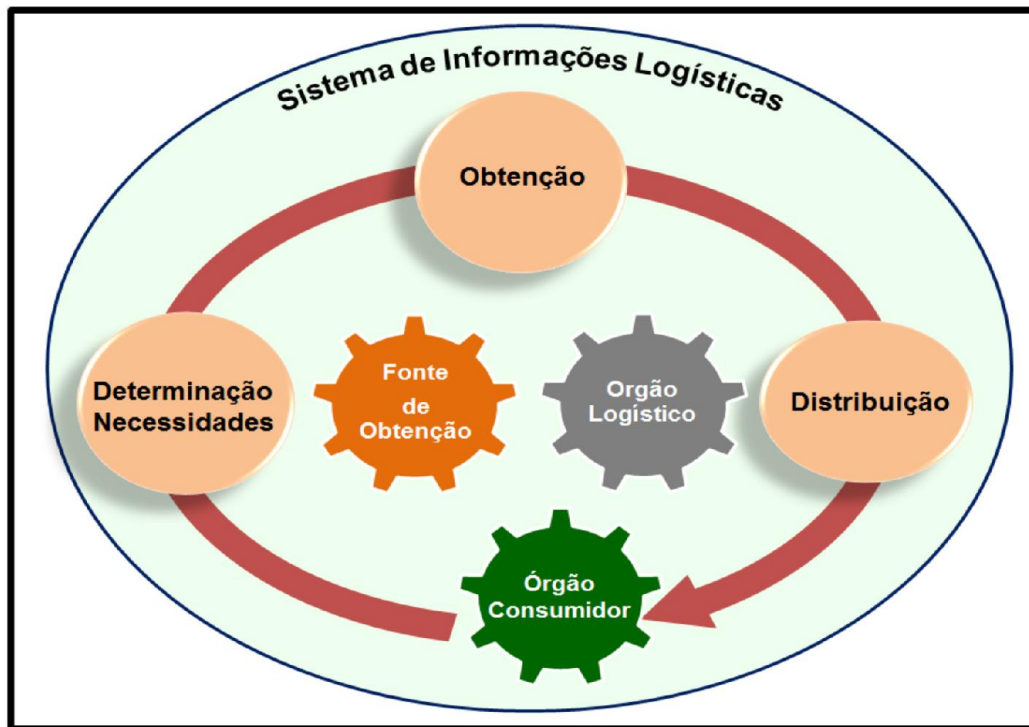 Sistema de Informações Logísticas
Obtenção
Determinação
Necessidades
Fonte
de
Obtenção
Orgão
Logístico
Distribuição
Órgão
Consumidor